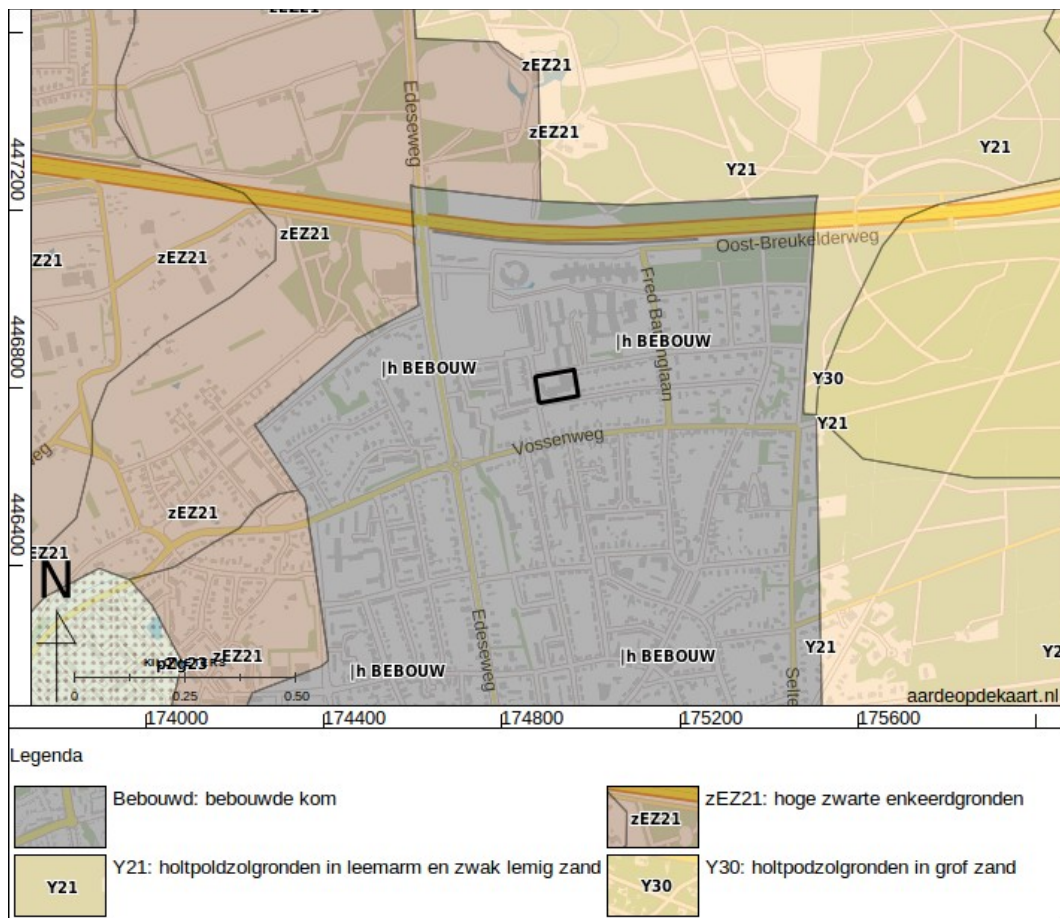 zEZ21
zEZ21
Edeseweg
zEZ21
Y21
Y21
447200
zEZ21
Z21
zEZ21
Oost-Breukelderweg
|h BEBOUW
|h BEBOUW
446800
Y30
Y21
Vossenweg
446400
zEZ21
EZ21
N
zEZ21
pZg23
Edeseweg
|h BEBOUW
|h BEBOUW
Y21
0
0.25
0.50
aardeopdekaart.nl
174000
174400
174800
175200
175600
Legenda
Bebouwd: bebouwde kom
zEZ21
zEZ21: hoge zwarte enkeerdgronden
Y21
Y21: holtpoldzolgronden in leemarm en zwak lemig zand
Y30
Y30: holtpodzolgronden in grof zand